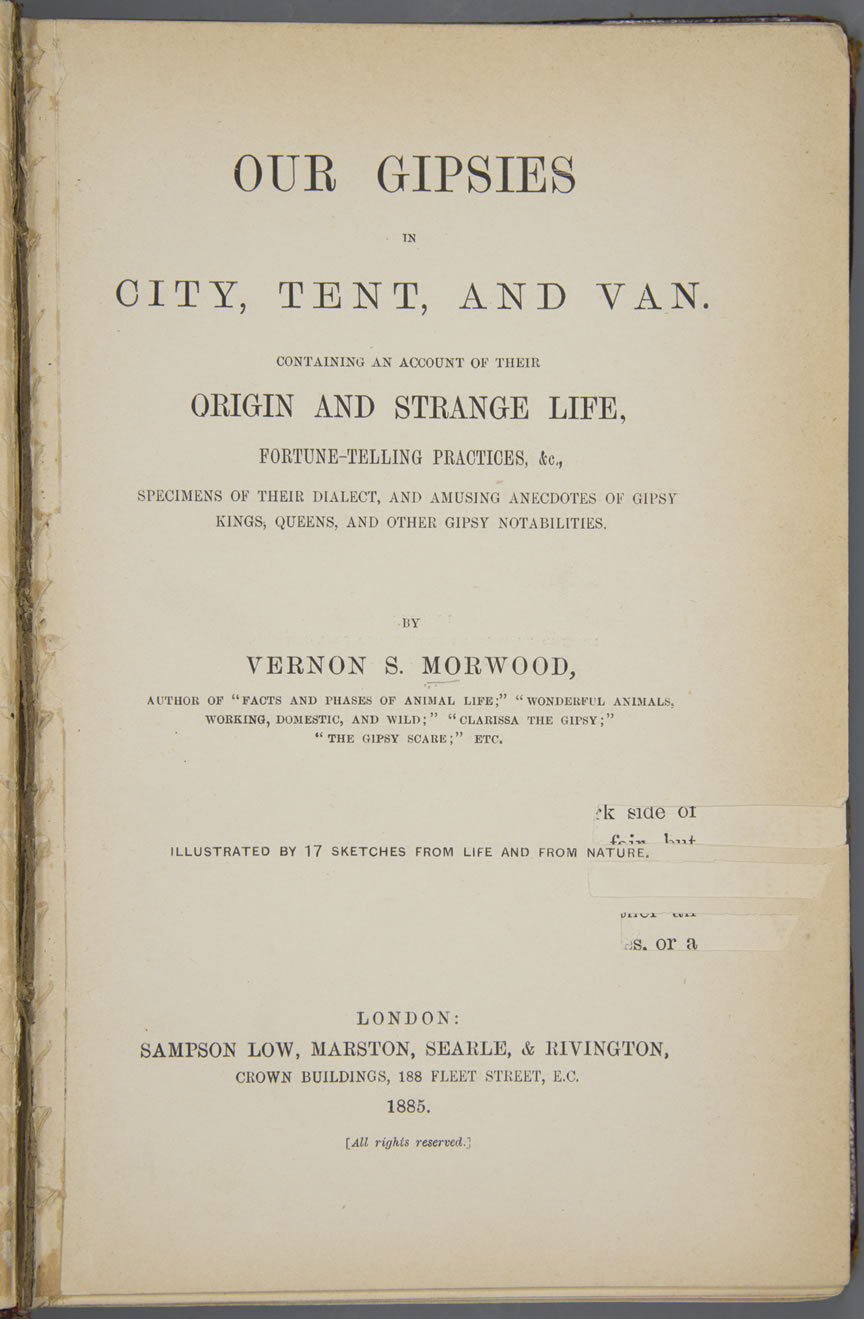 OUR GIPSIES
IN
CITY, TENT, AND VAN.
CONTAINING AN ACCOUNT OF THEIR
ORIGIN AND STRANGE LIFE,
FORTUNE-TELLING PRACTICES, &c.,
SPECIMENS OF THEIR DIALECT, AND AMUSING ANECDOTES OF GIPSY
KINGS, QUEENS, AND OTHER GIPSY NOTABILITIES.
BY
VERNON S. MORWOOD,
AUTHOR OF "FACTS AND PHASES OF ANIMAL LIFE;" "WONDERFUL ANIMALS,
WORKING, DOMESTIC, AND WILD;" "CLARISSA THE GIPSY;"
"THE GIPSY SCARE;" ETC.
side of
but
ILLUSTRATED BY 17 SKETCHES FROM LIFE AND FROM NATURE.
or a
LONDON:
SAMPSON LOW, MARSTON, SEARLE, & RIVINGTON,
CROWN BUILDINGS, 188 FLEET STREET, E.C.
1885.
[All rights reserved.]